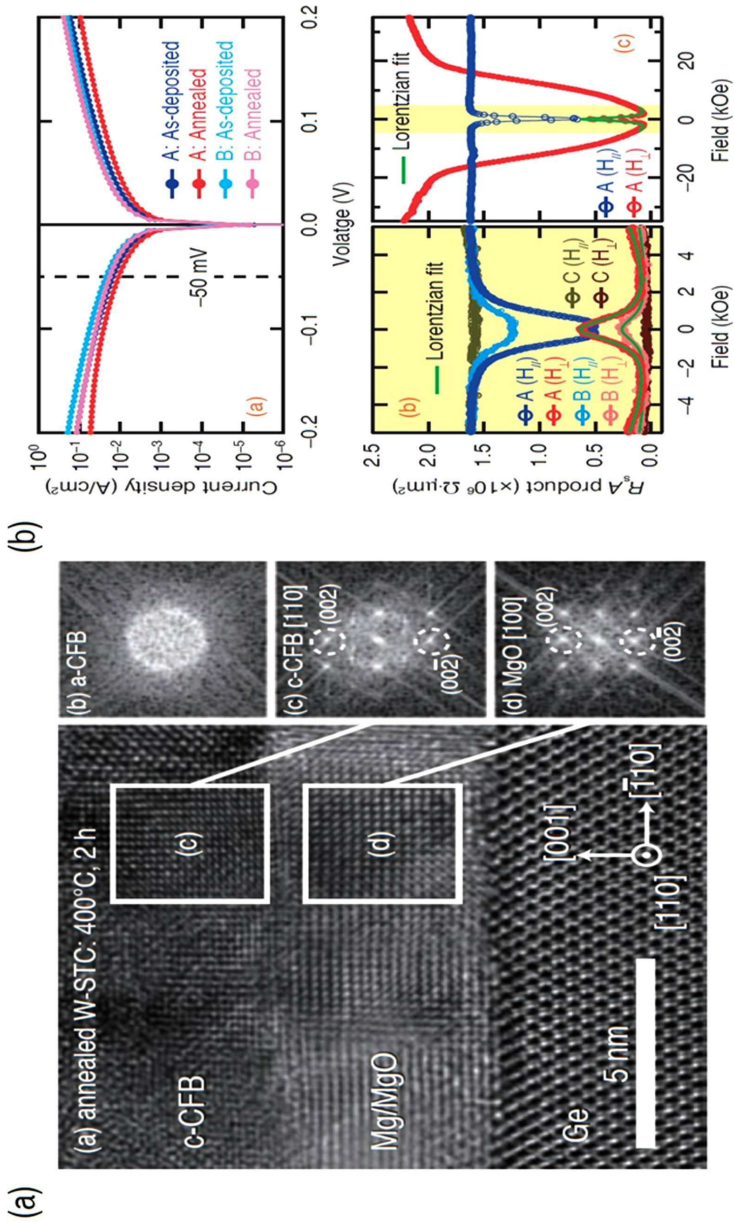 (a)
(a) annealed W-STC: 400°C, 2 h
c-CFB
(c)
Mg/MgO
(d)
Ge
5 nm
[001]
[1̄10]
[110]
(b) a-CFB
(c) c-CFB [110]
(002)
(002̄)
(d) MgO [100]
(002)
(002̄)
(b)
Current density (A/cm²)
10⁰
10⁻¹
10⁻²
10⁻³
10⁻⁴
10⁻⁵
10⁻⁶
(a)
−50 mV
A: As-deposited
A: Annealed
B: As-deposited
B: Annealed
−0.2 −0.1 0.0 0.1 0.2
Volatge (V)
RₛA product (×10⁶ Ω·μm²)
2.5
2.0
1.5
1.0
0.5
0.0
(b)
Lorentzian fit
A (H//)
A (H⊥)
B (H//)
B (H⊥)
C (H//)
C (H⊥)
−4 −2 0 2 4
Field (kOe)
(c)
Lorentzian fit
A (H//)
A (H⊥)
−20 0 20
Field (kOe)